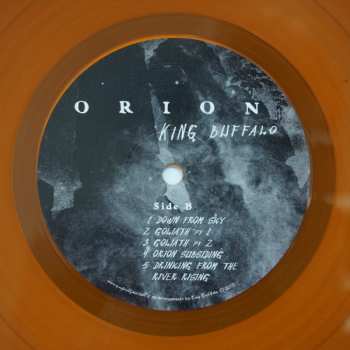 ORION
KING BUFFALO
Side B
1 DOWN FROM SKY
2 GOLIATH pt 1
3 GOLIATH pt 2
4 ORION SUBSIDING
5 DRINKING FROM THE
RIVER RISING